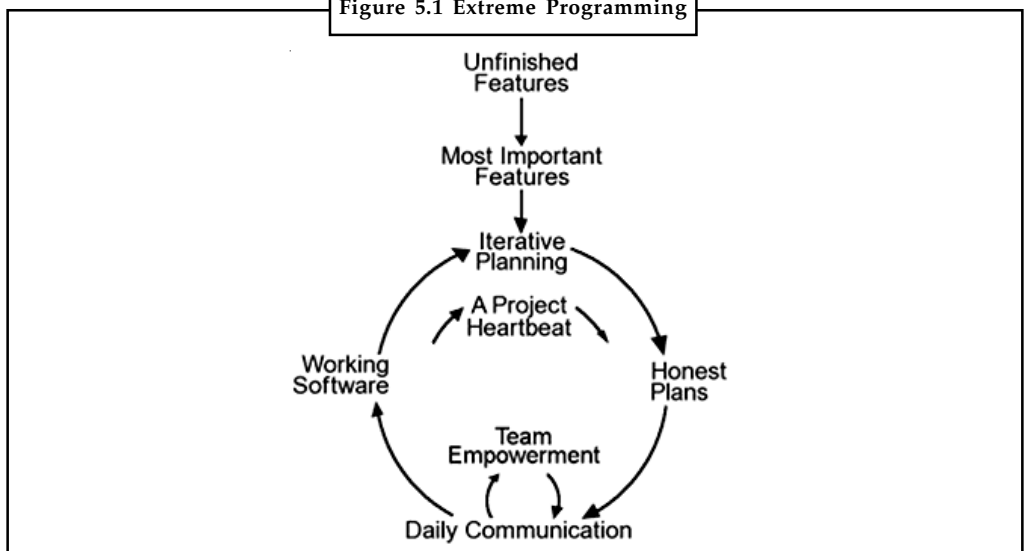 Figure 5.1 Extreme Programming
Unfinished
Features
Most Important
Features
Iterative
Planning
A Project
Heartbeat
Working
Software
Honest
Plans
Team
Empowerment
Daily Communication